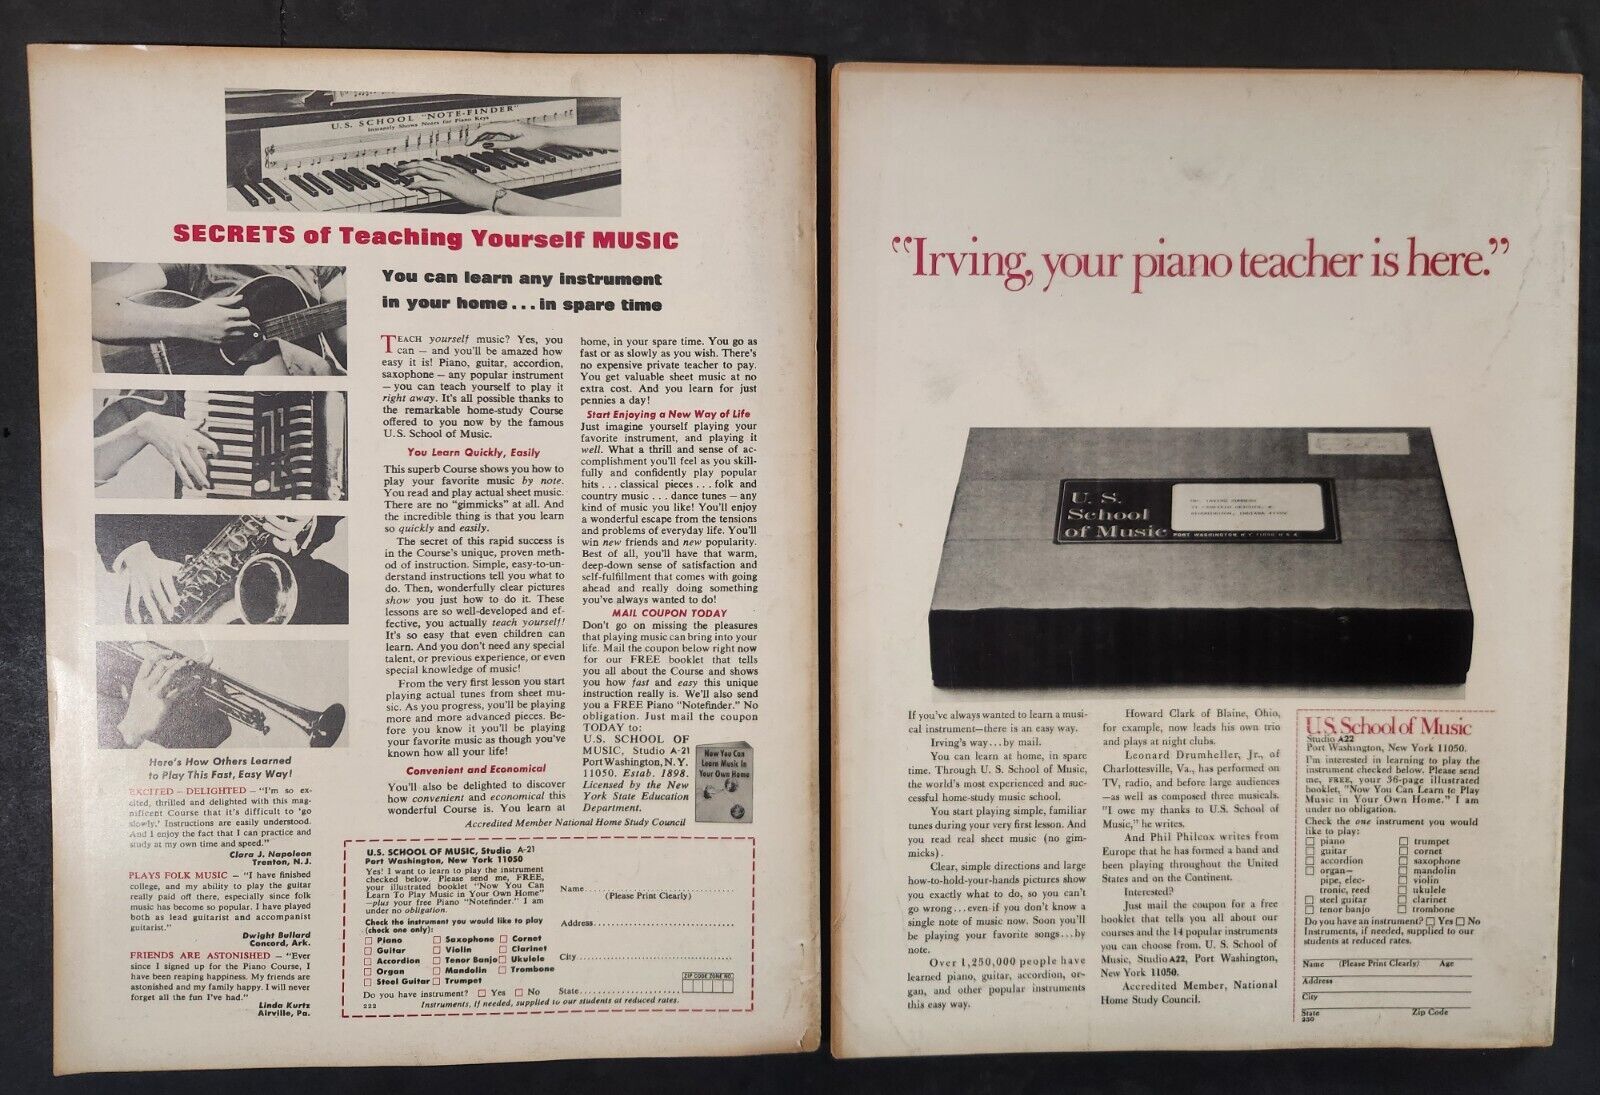 U.S. SCHOOL "NOTE-FINDER"
Instantly Shows Notes for Piano Keys
SECRETS of Teaching Yourself MUSIC
You can learn any instrument
in your home...in spare time
TEACH yourself music? Yes, you
can — and you'll be amazed how
easy it is! Piano, guitar, accordion,
saxophone — any popular instrument
— you can teach yourself to play it
right away. It's all possible thanks to
the remarkable home-study Course
offered to you now by the famous
U.S. School of Music.
You Learn Quickly, Easily
This superb Course shows you how to
play your favorite music by note.
You read and play actual sheet music.
There are no "gimmicks" at all. And
the incredible thing is that you learn
so quickly and easily.
The secret of this rapid success is
in the Course's unique, proven meth-
od of instruction. Simple, easy-to-un-
derstand instructions tell you what to
do. Then, wonderfully clear pictures
show you just how to do it. These
lessons are so well-developed and ef-
fective, you actually teach yourself!
It's so easy that even children can
learn. And you don't need any special
talent, or previous experience, or even
special knowledge of music!
From the very first lesson you start
playing actual tunes from sheet mu-
sic. As you progress, you'll be playing
more and more advanced pieces. Be-
fore you know it you'll be playing
your favorite music as though you've
known how all your life!
Convenient and Economical
You'll also be delighted to discover
how convenient and economical this
wonderful Course is. You learn at
home, in your spare time. You go as
fast or as slowly as you wish. There's
no expensive private teacher to pay.
You get valuable sheet music at no
extra cost. And you learn for just
pennies a day!
Start Enjoying a New Way of Life
Just imagine yourself playing your
favorite instrument, and playing it
well. What a thrill and sense of ac-
complishment you'll feel as you skill-
fully and confidently play popular
hits . . . classical pieces . . . folk and
country music . . . dance tunes — any
kind of music you like! You'll enjoy
a wonderful escape from the tensions
and problems of everyday life. You'll
win new friends and new popularity.
Best of all, you'll have that warm,
deep-down sense of satisfaction and
self-fulfillment that comes with going
ahead and really doing something
you've always wanted to do!
MAIL COUPON TODAY
Don't go on missing the pleasures
that playing music can bring into your
life. Mail the coupon below right now
for our FREE booklet that tells
you all about the Course and shows
you how fast and easy this unique
instruction really is. We'll also send
you a FREE Piano "Notefinder." No
obligation. Just mail the coupon
TODAY to:
U.S. SCHOOL OF
MUSIC, Studio A-21
Port Washington, N.Y.
11050. Estab. 1898.
Licensed by the New
York State Education
Department.
Now You Can
Learn Music In
Your Own Home
Accredited Member National Home Study Council
Here's How Others Learned
to Play This Fast, Easy Way!
EXCITED - DELIGHTED — "I'm so ex-
cited, thrilled and delighted with this mag-
nificent Course that it's difficult to 'go
slowly.' Instructions are easily understood.
And I enjoy the fact that I can practice and
study at my own time and speed."
Clara J. Napoleon
Trenton, N.J.
PLAYS FOLK MUSIC — "I have finished
college, and my ability to play the guitar
really paid off there, especially since folk
music has become so popular. I have played
both as lead guitarist and accompanist
guitarist."
Dwight Bullard
Concord, Ark.
FRIENDS ARE ASTONISHED — "Ever
since I signed up for the Piano Course, I
have been reaping happiness. My friends are
astonished and my family happy. I will never
forget all the fun I've had."
Linda Kurtz
Airville, Pa.
U.S. SCHOOL OF MUSIC, Studio A-21
Port Washington, New York 11050
Yes! I want to learn to play the instrument
checked below. Please send me, FREE,
your illustrated booklet "Now You Can
Learn To Play Music in Your Own Home"
—plus your free Piano "Notefinder." I am
under no obligation.
Check the instrument you would like to play
(check one only):
Piano Saxophone Cornet
Guitar Violin Clarinet
Accordion Tenor Banjo Ukulele
Organ Mandolin Trombone
Steel Guitar Trumpet
Do you have instrument? Yes No
222 Instruments, if needed, supplied to our students at reduced rates.
Name
(Please Print Clearly)
Address
City
ZIP CODE ZONE NO.
State
"Irving, your piano teacher is here."
U. S.
School
of Music PORT WASHINGTON N Y 11050 U S A
If you've always wanted to learn a musi-
cal instrument—there is an easy way.
Irving's way...by mail.
You can learn at home, in spare
time. Through U. S. School of Music,
the world's most experienced and suc-
cessful home-study music school.
You start playing simple, familiar
tunes during your very first lesson. And
you read real sheet music (no gim-
micks).
Clear, simple directions and large
how-to-hold-your-hands pictures show
you exactly what to do, so you can't
go wrong...even if you don't know a
single note of music now. Soon you'll
be playing your favorite songs...by
note.
Over 1,250,000 people have
learned piano, guitar, accordion, or-
gan, and other popular instruments
this easy way.
Howard Clark of Blaine, Ohio,
for example, now leads his own trio
and plays at night clubs.
Leonard Drumheller, Jr., of
Charlottesville, Va., has performed on
TV, radio, and before large audiences
—as well as composed three musicals.
"I owe my thanks to U.S. School of
Music," he writes.
And Phil Philcox writes from
Europe that he has formed a band and
been playing throughout the United
States and on the Continent.
Interested?
Just mail the coupon for a free
booklet that tells you all about our
courses and the 14 popular instruments
you can choose from. U. S. School of
Music, Studio A22, Port Washington,
New York 11050.
Accredited Member, National
Home Study Council.
U.S. School of Music
Studio A22
Port Washington, New York 11050.
I'm interested in learning to play the
instrument checked below. Please send
me, FREE, your 36-page illustrated
booklet, "Now You Can Learn to Play
Music in Your Own Home." I am
under no obligation.
Check the one instrument you would
like to play:
piano trumpet
guitar cornet
accordion saxophone
organ— mandolin
pipe, elec- violin
tronic, reed ukulele
steel guitar clarinet
tenor banjo trombone
Do you have an instrument? Yes No
Instruments, if needed, supplied to our
students at reduced rates.
Name (Please Print Clearly) Age
Address
City
State Zip Code
230